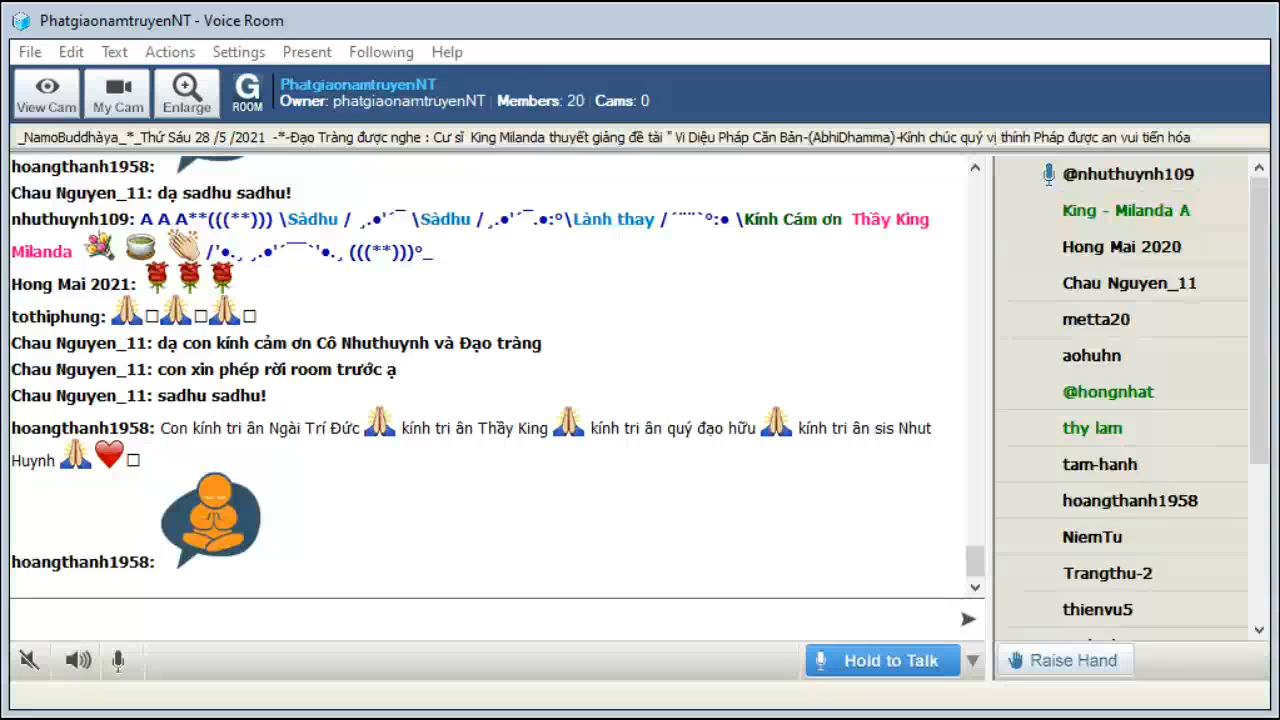 PhatgiaonamtruyenNT - Voice Room
File Edit Text Actions Settings Present Following Help
View Cam My Cam Enlarge G ROOM
PhatgiaonamtruyenNT
Owner: phatgiaonamtruyenNT Members: 20 Cams: 0
_NamoBuddhàya_*_Thứ Sáu 28 /5 /2021 -*-Đạo Tràng được nghe : Cư sĩ King Milanda thuyết giảng đề tài " Vi Diệu Pháp Căn Bản-(AbhiDhamma)-Kính chúc quý vị thính Pháp được an vui tiến hóa
hoangthanh1958:
Chau Nguyen_11: dạ sadhu sadhu!
nhuthuynh109: A A A**(((**))) \Sàdhu / ¸.●'´¯ \Sàdhu /¸.●'´¯.●:°\Lành thay /´¨¨`°:● \Kính Cám ơn Thầy King
Milanda /'●.¸ ¸.●'´¯¯`'●.¸ (((**)))°_
Hong Mai 2021:
tothiphung: 🙏□🙏□🙏□
Chau Nguyen_11: dạ con kính cảm ơn Cô Nhuthuynh và Đạo tràng
Chau Nguyen_11: con xin phép rời room trước ạ
Chau Nguyen_11: sadhu sadhu!
hoangthanh1958: Con kính tri ân Ngài Trí Đức 🙏 kính tri ân Thầy King 🙏 kính tri ân quý đạo hữu 🙏 kính tri ân sis Nhut
Huynh 🙏❤️□
hoangthanh1958:
Hold to Talk
@nhuthuynh109
King - Milanda A
Hong Mai 2020
Chau Nguyen_11
metta20
aohuhn
@hongnhat
thy lam
tam-hanh
hoangthanh1958
NiemTu
Trangthu-2
thienvu5
Raise Hand